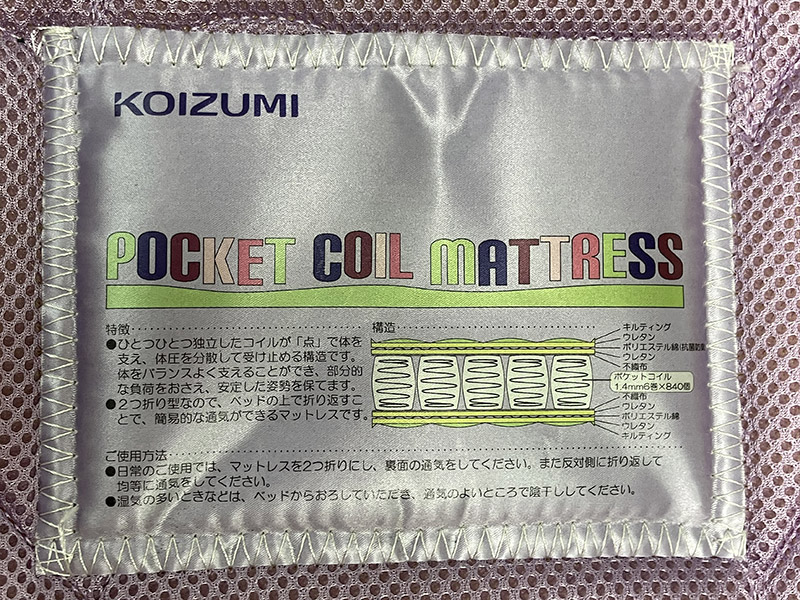 KOIZUMI
POCKET COIL MATTRESS
特徴
●ひとつひとつ独立したコイルが「点」で体を
支え、体圧を分散して受け止める構造です。
体をバランスよく支えることができ、部分的
な負荷をおさえ、安定した姿勢を保てます。
●2つ折り型なので、ベッドの上で折り返すこ
とで、簡易的な通気ができるマットレスです。
構造
キルティング
ウレタン
ポリエステル綿(抗菌防臭
ウレタン
不織布
ポケットコイル
1.4mm6巻×840個
不織布
ウレタン
ポリエステル綿
ウレタン
キルティング
ご使用方法
●日常のご使用では、マットレスを2つ折りにし、裏面の通気をしてください。また反対側に折り返して
均等に通気をしてください。
●湿気の多いときなどは、ベッドからおろしていただき、通気のよいところで陰干ししてください。